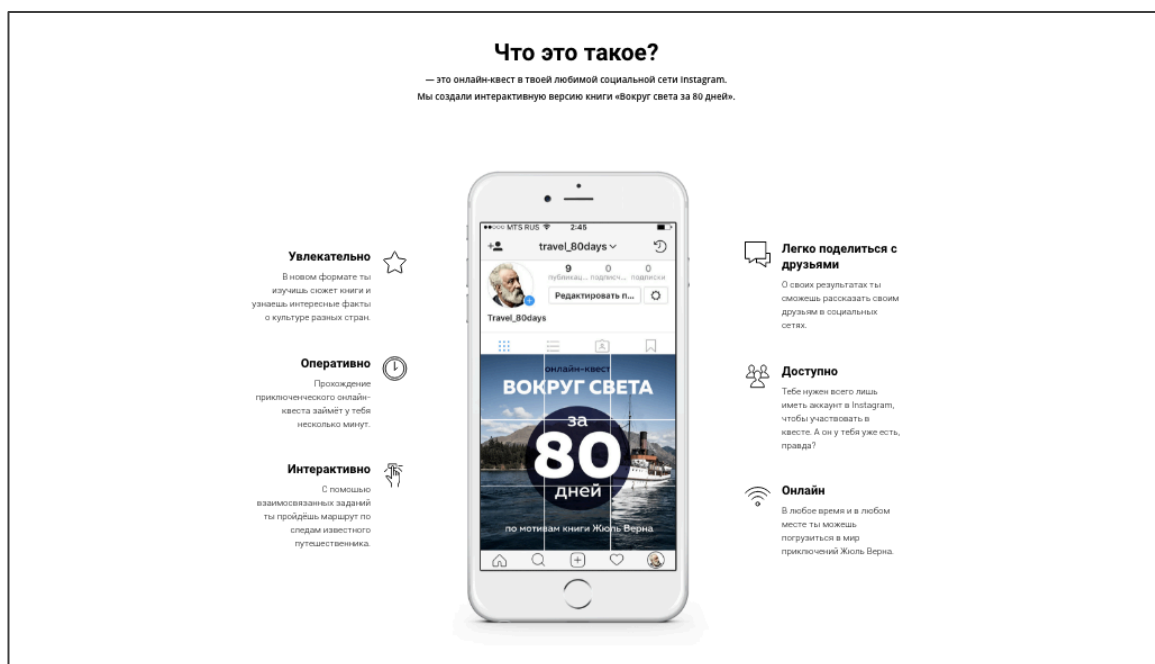 Что это такое?
— это онлайн-квест в твоей любимой социальной сети Instagram.
Мы создали интерактивную версию книги «Вокруг света за 80 дней».
Увлекательно
В новом формате ты
изучишь сюжет книги и
узнаешь интересные факты
о культуре разных стран.
Оперативно
Прохождение
приключенческого онлайн-
квеста займёт у тебя
несколько минут.
Интерактивно
С помощью
взаимосвязанных заданий
ты пройдёшь маршрут по
следам известного
путешественника.
MTS RUS 2:45
travel_80days
9 0 0
публикац... подписч... подписки
Редактировать п...
Travel_80days
онлайн-квест
ВОКРУГ СВЕТА
за
80
дней
по мотивам книги Жюль Верна
Легко поделиться с
друзьями
О своих результатах ты
сможешь рассказать своим
друзьям в социальных
сетях.
Доступно
Тебе нужен всего лишь
иметь аккаунт в Instagram,
чтобы участвовать в
квесте. А он у тебя уже есть,
правда?
Онлайн
В любое время и в любом
месте ты можешь
погрузиться в мир
приключений Жюль Верна.